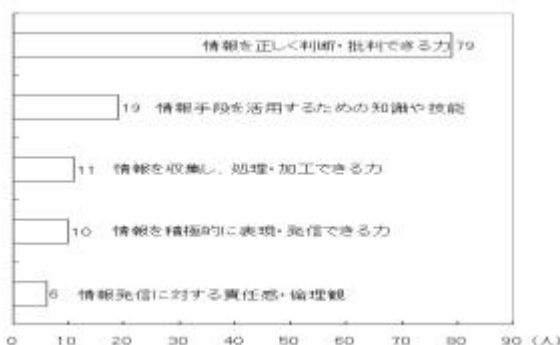 情報を正しく判断・批判できる力 79
19 情報手段を活用するための知識や技能
11 情報を収集し、処理・加工できる力
10 情報を積極的に表現・発信できる力
6 情報発信に対する責任感・倫理観
0 10 20 30 40 50 60 70 80 90 (人)